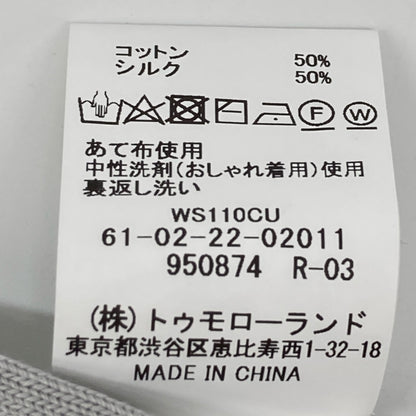 コットン 50%
シルク 50%
F W
あて布使用
中性洗剤(おしゃれ着用)使用
裏返し洗い
WS110CU
61-02-22-02011
950874 R-03
(株)トゥモローランド
東京都渋谷区恵比寿西1-32-18
MADE IN CHINA